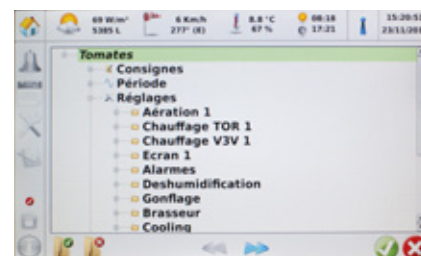 69 W/m² 6 Km/h 8.8 °C 08:18 15:20:5
5385 L 277° (R) 67 % 17:21 23/11/20
Tomates
Consignes
Période
Réglages
Aération 1
Chauffage TOR 1
Chauffage V3V 1
Ecran 1
Alarmes
Deshumidification
Gonflage
Brasseur
Cooling